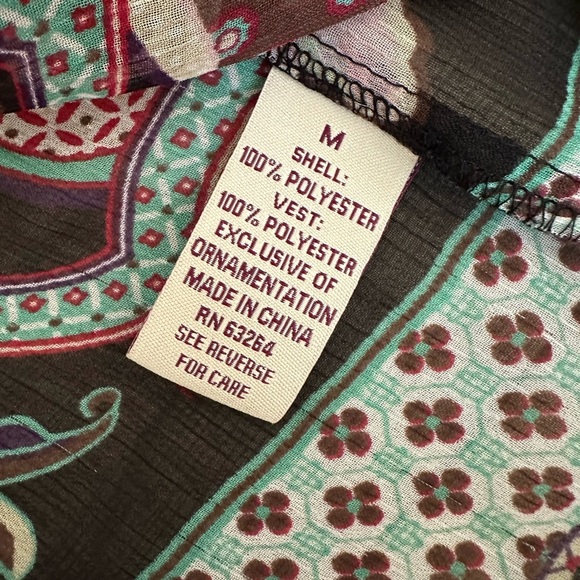 M
SHELL:
100% POLYESTER
VEST:
100% POLYESTER
EXCLUSIVE OF
ORNAMENTATION
MADE IN CHINA
RN 63264
SEE REVERSE
FOR CARE